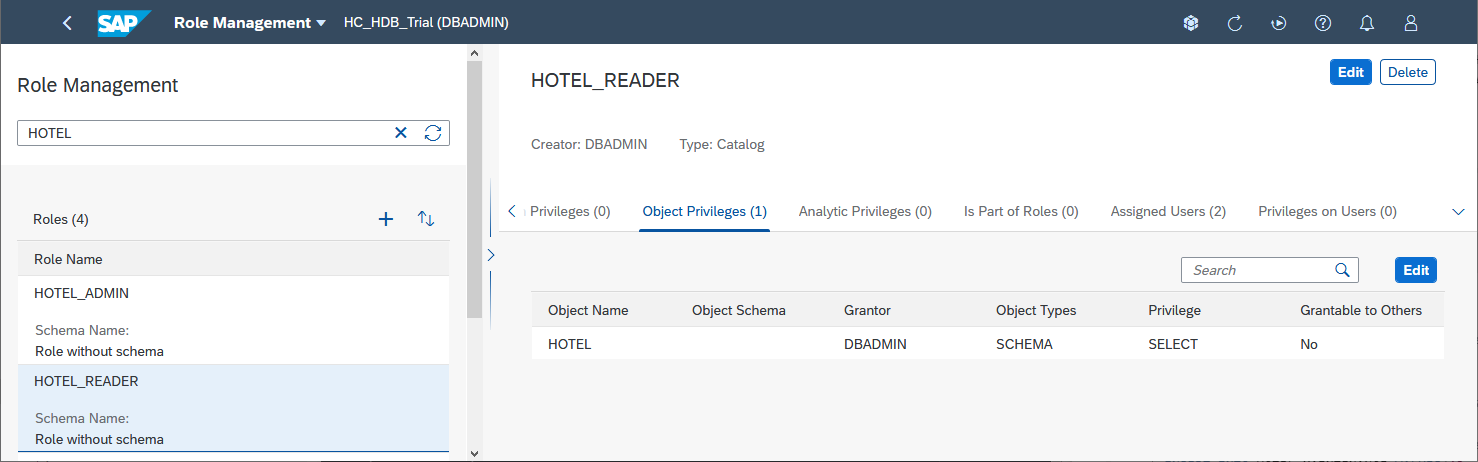 SAP Role Management HC_HDB_Trial (DBADMIN)
Role Management
HOTEL
Roles (4)
Role Name
HOTEL_ADMIN
Schema Name:
Role without schema
HOTEL_READER
Schema Name:
Role without schema
HOTEL_READER
Edit Delete
Creator: DBADMIN Type: Catalog
Privileges (0) Object Privileges (1) Analytic Privileges (0) Is Part of Roles (0) Assigned Users (2) Privileges on Users (0)
Search Edit
Object Name Object Schema Grantor Object Types Privilege Grantable to Others
HOTEL DBADMIN SCHEMA SELECT No